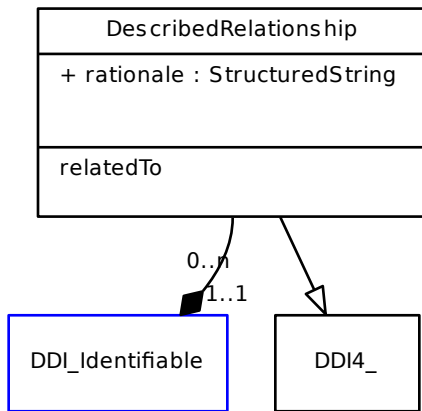 DescribedRelationship
+ rationale : StructuredString
relatedTo
0..n
1..1
DDI_Identifiable
DDI4_